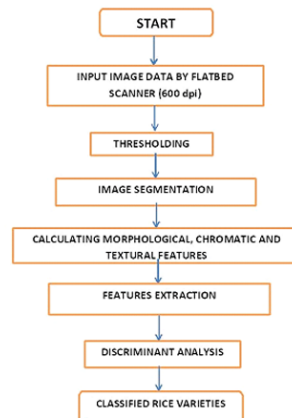 START
INPUT IMAGE DATA BY FLATBED
SCANNER (600 dpi)
THRESHOLDING
IMAGE SEGMENTATION
CALCULATING MORPHOLOGICAL, CHROMATIC AND
TEXTURAL FEATURES
FEATURES EXTRACTION
DISCRIMINANT ANALYSIS
CLASSIFIED RICE VARIETIES